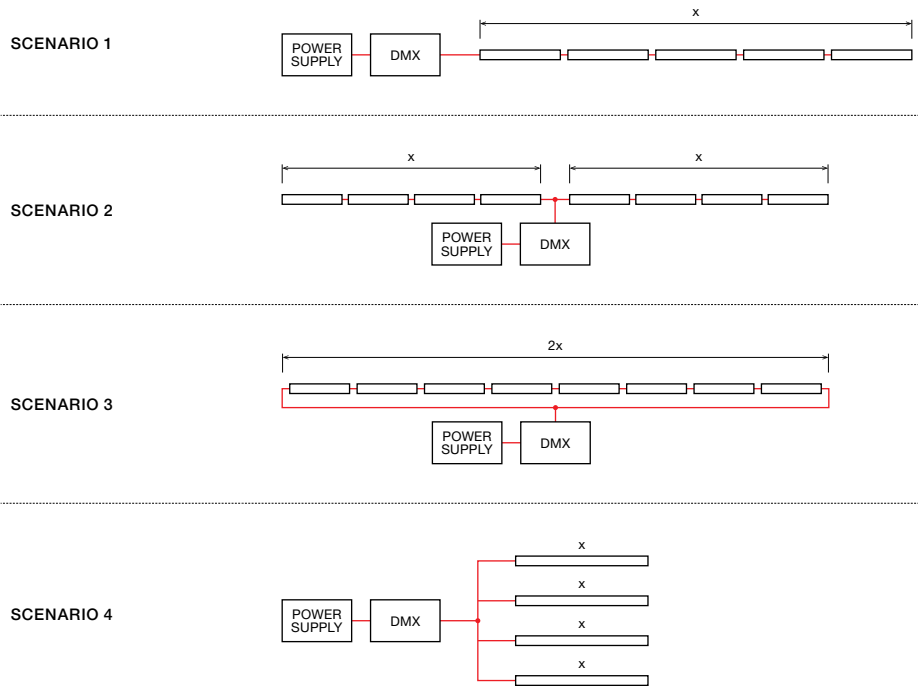 x
SCENARIO 1
POWER
SUPPLY
DMX
x
x
SCENARIO 2
POWER
SUPPLY
DMX
2x
SCENARIO 3
POWER
SUPPLY
DMX
x
x
SCENARIO 4
POWER
SUPPLY
DMX
x
x